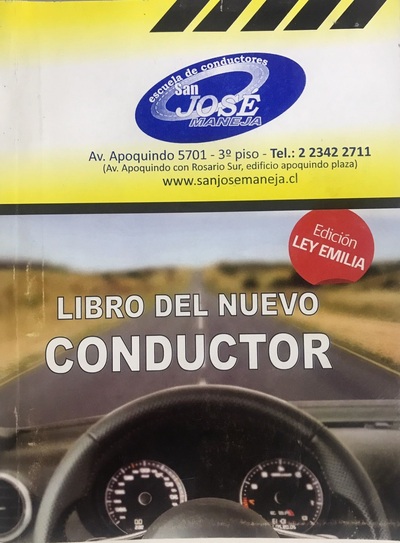 escuela de conductores
San
JOSÉ
MANEJA
Av. Apoquindo 5701 - 3º piso - Tel.: 2 2342 2711
(Av. Apoquindo con Rosario Sur, edificio apoquindo plaza)
www.sanjosemaneja.cl
Edición
LEY EMILIA
LIBRO DEL NUEVO
CONDUCTOR